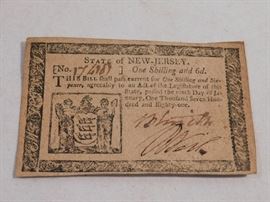 STATE OF NEW-JERSEY.
[No. ] One Shilling and 6d.
THIS BILL shall pass current for One Shilling and Six-
pence, agreeably to an Act of the Legislature of this
State, passed the ninth Day of Ja-
nuary, One Thousand Seven Hun-
dred and Eighty-one.